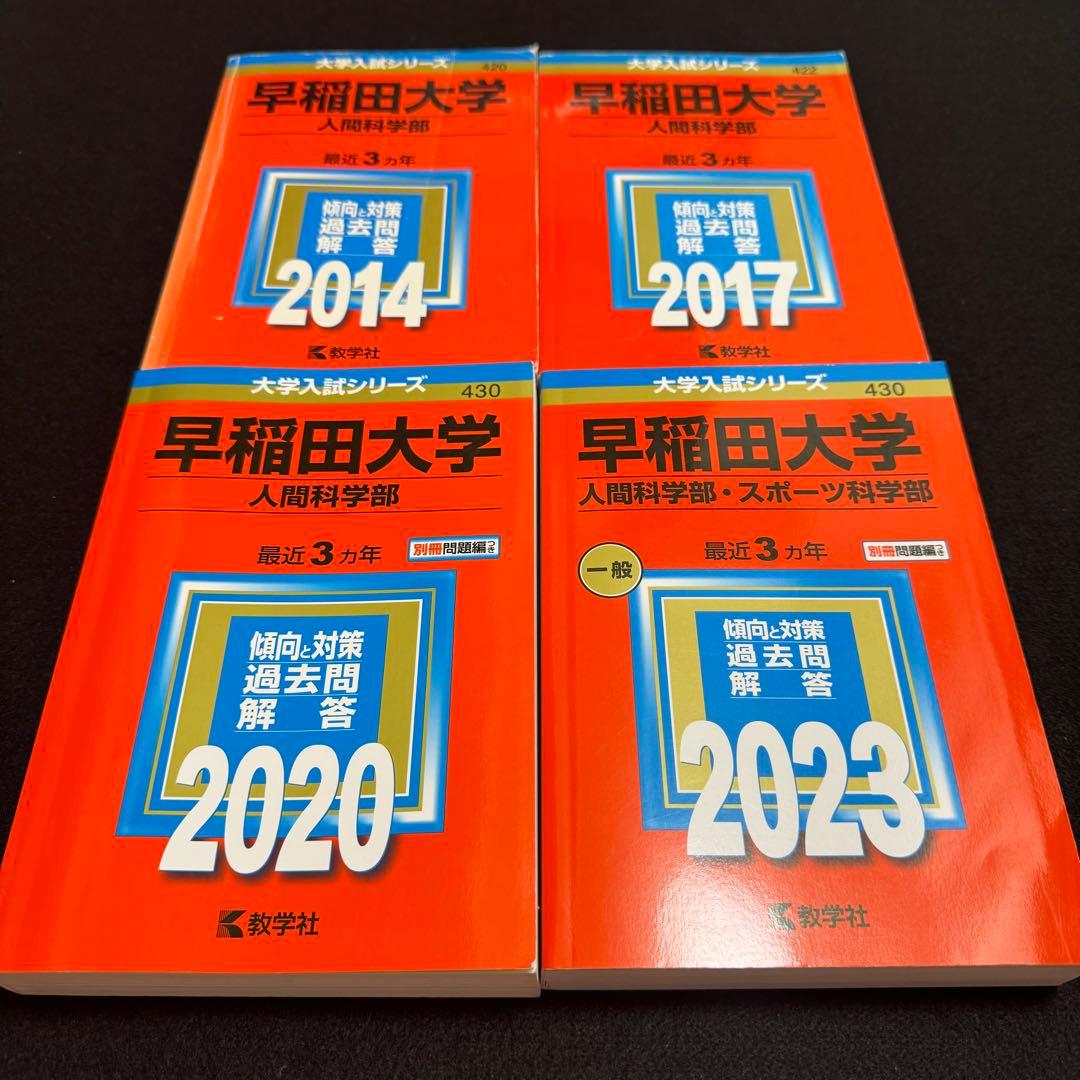 大学入試シリーズ
420
早稲田大学
人間科学部
最近3カ年
傾向と対策
過去問
解答
2014
教学社
大学入試シリーズ
422
早稲田大学
人間科学部
最近3カ年
傾向と対策
過去問
解答
2017
教学社
大学入試シリーズ
430
早稲田大学
人間科学部
最近3カ年
別冊問題編つき
傾向と対策
過去問
解答
2020
教学社
大学入試シリーズ
430
早稲田大学
人間科学部・スポーツ科学部
最近3カ年
別冊問題編つき
一般
傾向と対策
過去問
解答
2023
教学社